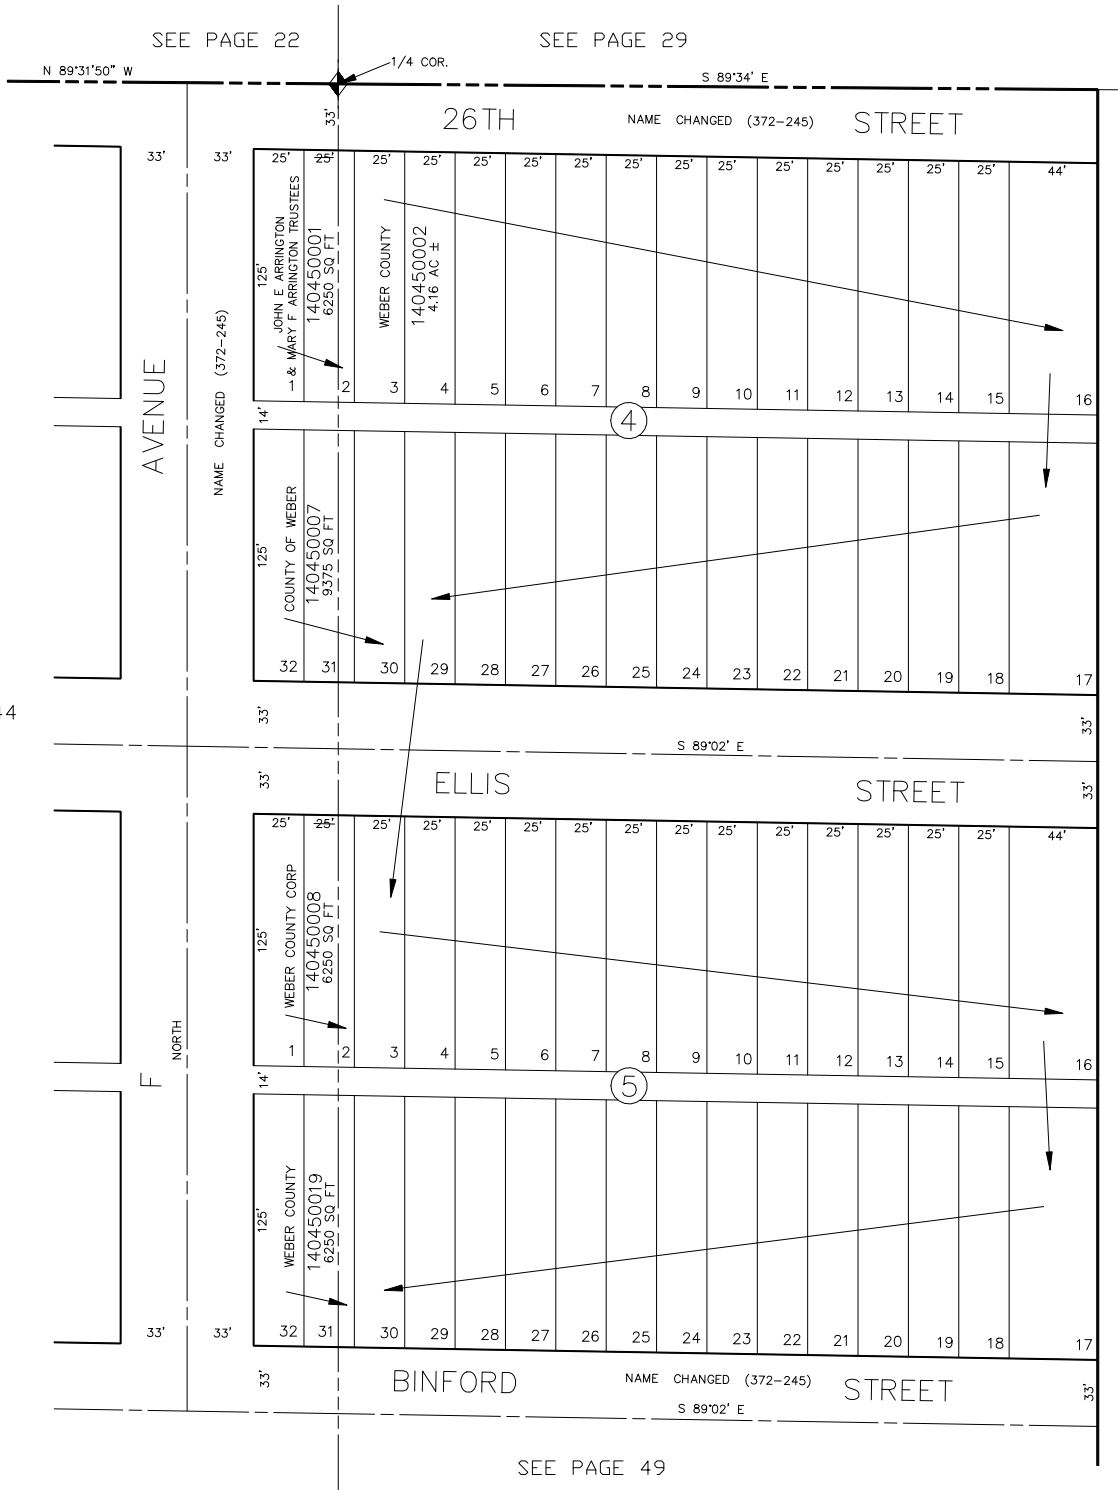 SEE PAGE 22
SEE PAGE 29
N 89°31'50" W
1/4 COR.
S 89°34' E
33'
26TH
NAME CHANGED (372-245)
STREET
33'
33'
25' 25' 25' 25' 25' 25' 25' 25' 25' 25' 25' 25' 25' 25' 25' 44'
JOHN E ARRINGTON
& MARY F ARRINGTON TRUSTEES
140450001
6250 SQ FT
125'
WEBER COUNTY
140450002
4.16 AC ±
1 2 3 4 5 6 7 8 9 10 11 12 13 14 15 16
14'
4
AVENUE
NAME CHANGED (372-245)
125'
COUNTY OF WEBER
140450007
9375 SQ FT
32 31 30 29 28 27 26 25 24 23 22 21 20 19 18 17
44
33'
33'
S 89°02' E
33'
ELLIS
STREET
33'
25' 25' 25' 25' 25' 25' 25' 25' 25' 25' 25' 25' 25' 25' 25' 44'
125'
WEBER COUNTY CORP
140450008
6250 SQ FT
1 2 3 4 5 6 7 8 9 10 11 12 13 14 15 16
NORTH
F
14'
5
125'
WEBER COUNTY
140450019
6250 SQ FT
33'
33'
32 31 30 29 28 27 26 25 24 23 22 21 20 19 18 17
33'
BINFORD
NAME CHANGED (372-245)
STREET
33'
S 89°02' E
SEE PAGE 49